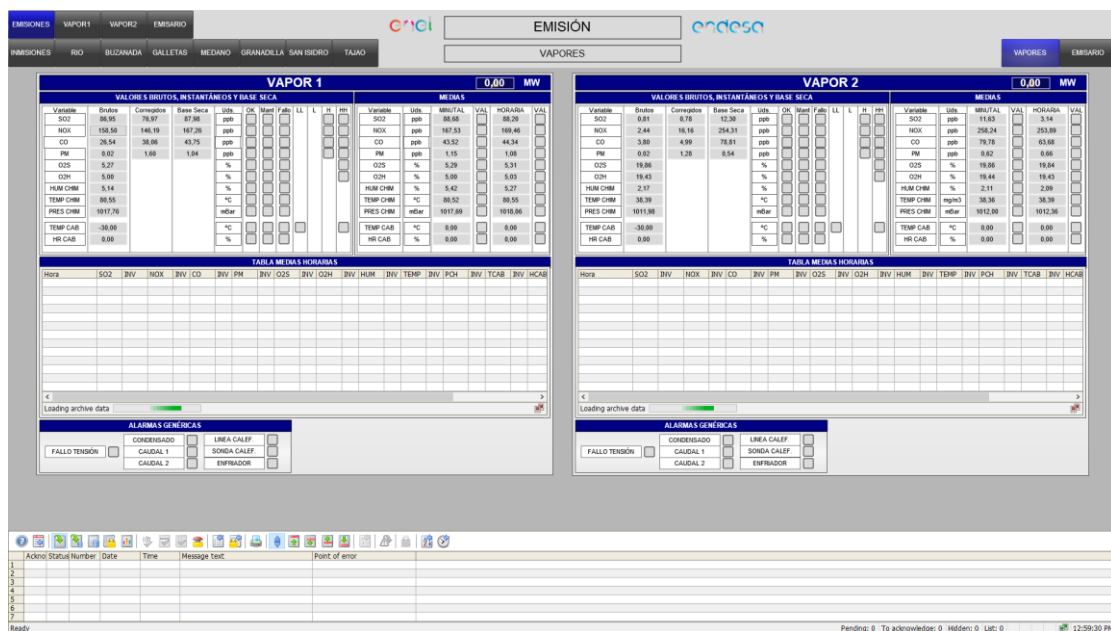 EMISIONES VAPOR1 VAPOR2 EMISARIO
enel EMISIÓN endesa
INMISIONES RIO BUZANADA GALLETAS MEDANO GRANADILLA SAN ISIDRO TAJAO VAPORES VAPORES EMISARIO
VAPOR 1 0,00 MW
VALORES BRUTOS, INSTANTÁNEOS Y BASE SECA MEDIAS
Variable Brutos Corregidos Base Seca Uds. OK Mant Fallo LL L H HH Variable Uds. MINUTAL VAL HORARIA VAL
SO2 86,95 76,97 87,98 ppb SO2 ppb 88,68 88,20
NOX 158,50 146,19 167,26 ppb NOX ppb 167,53 169,46
CO 26,54 38,06 43,75 ppb CO ppb 43,52 44,34
PM 0,02 1,60 1,04 ppb PM ppb 1,15 1,08
O2S 5,27 % O2S % 5,29 5,31
O2H 5,00 % O2H % 5,00 5,03
HUM CHIM 5,14 % HUM CHIM % 5,42 5,27
TEMP CHIM 80,55 ºC TEMP CHIM ºC 80,52 80,55
PRES CHIM 1017,76 mBar PRES CHIM mBar 1017,69 1018,06
TEMP CAB -30,00 ºC TEMP CAB ºC 0,00 0,00
HR CAB 0,00 % HR CAB % 0,00 0,00
TABLA MEDIAS HORARIAS
Hora SO2 INV NOX INV CO INV PM INV O2S INV O2H INV HUM INV TEMP INV PCH INV TCAB INV HCAB
Loading archive data
ALARMAS GENÉRICAS
CONDENSADO LINEA CALEF.
FALLO TENSIÓN CAUDAL 1 SONDA CALEF.
CAUDAL 2 ENFRIADOR
VAPOR 2 0,00 MW
VALORES BRUTOS, INSTANTÁNEOS Y BASE SECA MEDIAS
Variable Brutos Corregidos Base Seca Uds. OK Mant Fallo LL L H HH Variable Uds. MINUTAL VAL HORARIA VAL
SO2 0,81 0,78 12,30 ppb SO2 ppb 11,63 3,14
NOX 2,44 16,16 254,31 ppb NOX ppb 258,24 253,89
CO 3,80 4,99 78,81 ppb CO ppb 79,78 63,68
PM 0,02 1,28 0,54 ppb PM ppb 0,62 0,66
O2S 19,86 % O2S % 19,86 19,84
O2H 19,43 % O2H % 19,44 19,43
HUM CHIM 2,17 % HUM CHIM % 2,11 2,09
TEMP CHIM 38,39 ºC TEMP CHIM mg/m3 38,36 38,39
PRES CHIM 1011,98 mBar PRES CHIM mBar 1012,00 1012,36
TEMP CAB -30,00 ºC TEMP CAB ºC 0,00 0,00
HR CAB 0,00 % HR CAB % 0,00 0,00
TABLA MEDIAS HORARIAS
Hora SO2 INV NOX INV CO INV PM INV O2S INV O2H INV HUM INV TEMP INV PCH INV TCAB INV HCAB
Loading archive data
ALARMAS GENÉRICAS
CONDENSADO LINEA CALEF.
FALLO TENSIÓN CAUDAL 1 SONDA CALEF.
CAUDAL 2 ENFRIADOR
Ackno Status Number Date Time Message text Point of error
1
2
3
4
5
6
7
Ready Pending: 0 To acknowledge: 0 Hidden: 0 List: 0 12:59:30 PM